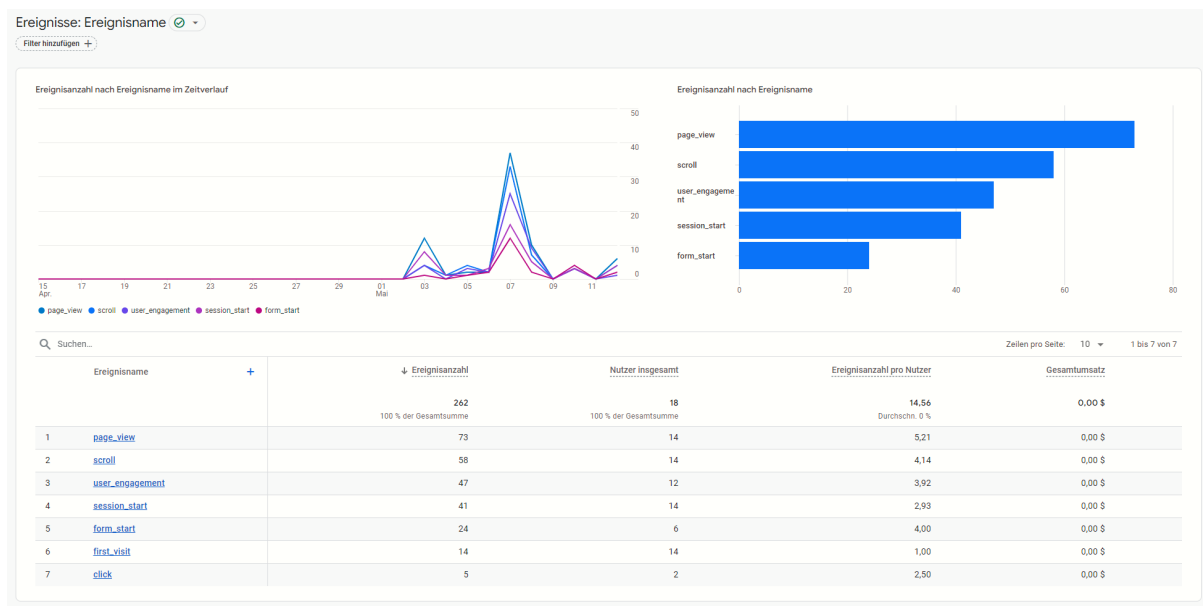 Ereignisse: Ereignisname
Filter hinzufügen +
Ereignisanzahl nach Ereignisname im Zeitverlauf
50
40
30
20
10
0
15 17 19 21 23 25 27 29 01 03 05 07 09 11
Apr. Mai
page_view scroll user_engagement session_start form_start
Ereignisanzahl nach Ereignisname
page_view
scroll
user_engageme
nt
session_start
form_start
0 20 40 60 80
Suchen... Zeilen pro Seite: 10 1 bis 7 von 7
Ereignisname + ↓ Ereignisanzahl Nutzer insgesamt Ereignisanzahl pro Nutzer Gesamtumsatz
262 18 14,56 0,00 $
100 % der Gesamtsumme 100 % der Gesamtsumme Durchschn. 0 %
1 page_view 73 14 5,21 0,00 $
2 scroll 58 14 4,14 0,00 $
3 user_engagement 47 12 3,92 0,00 $
4 session_start 41 14 2,93 0,00 $
5 form_start 24 6 4,00 0,00 $
6 first_visit 14 14 1,00 0,00 $
7 click 5 2 2,50 0,00 $